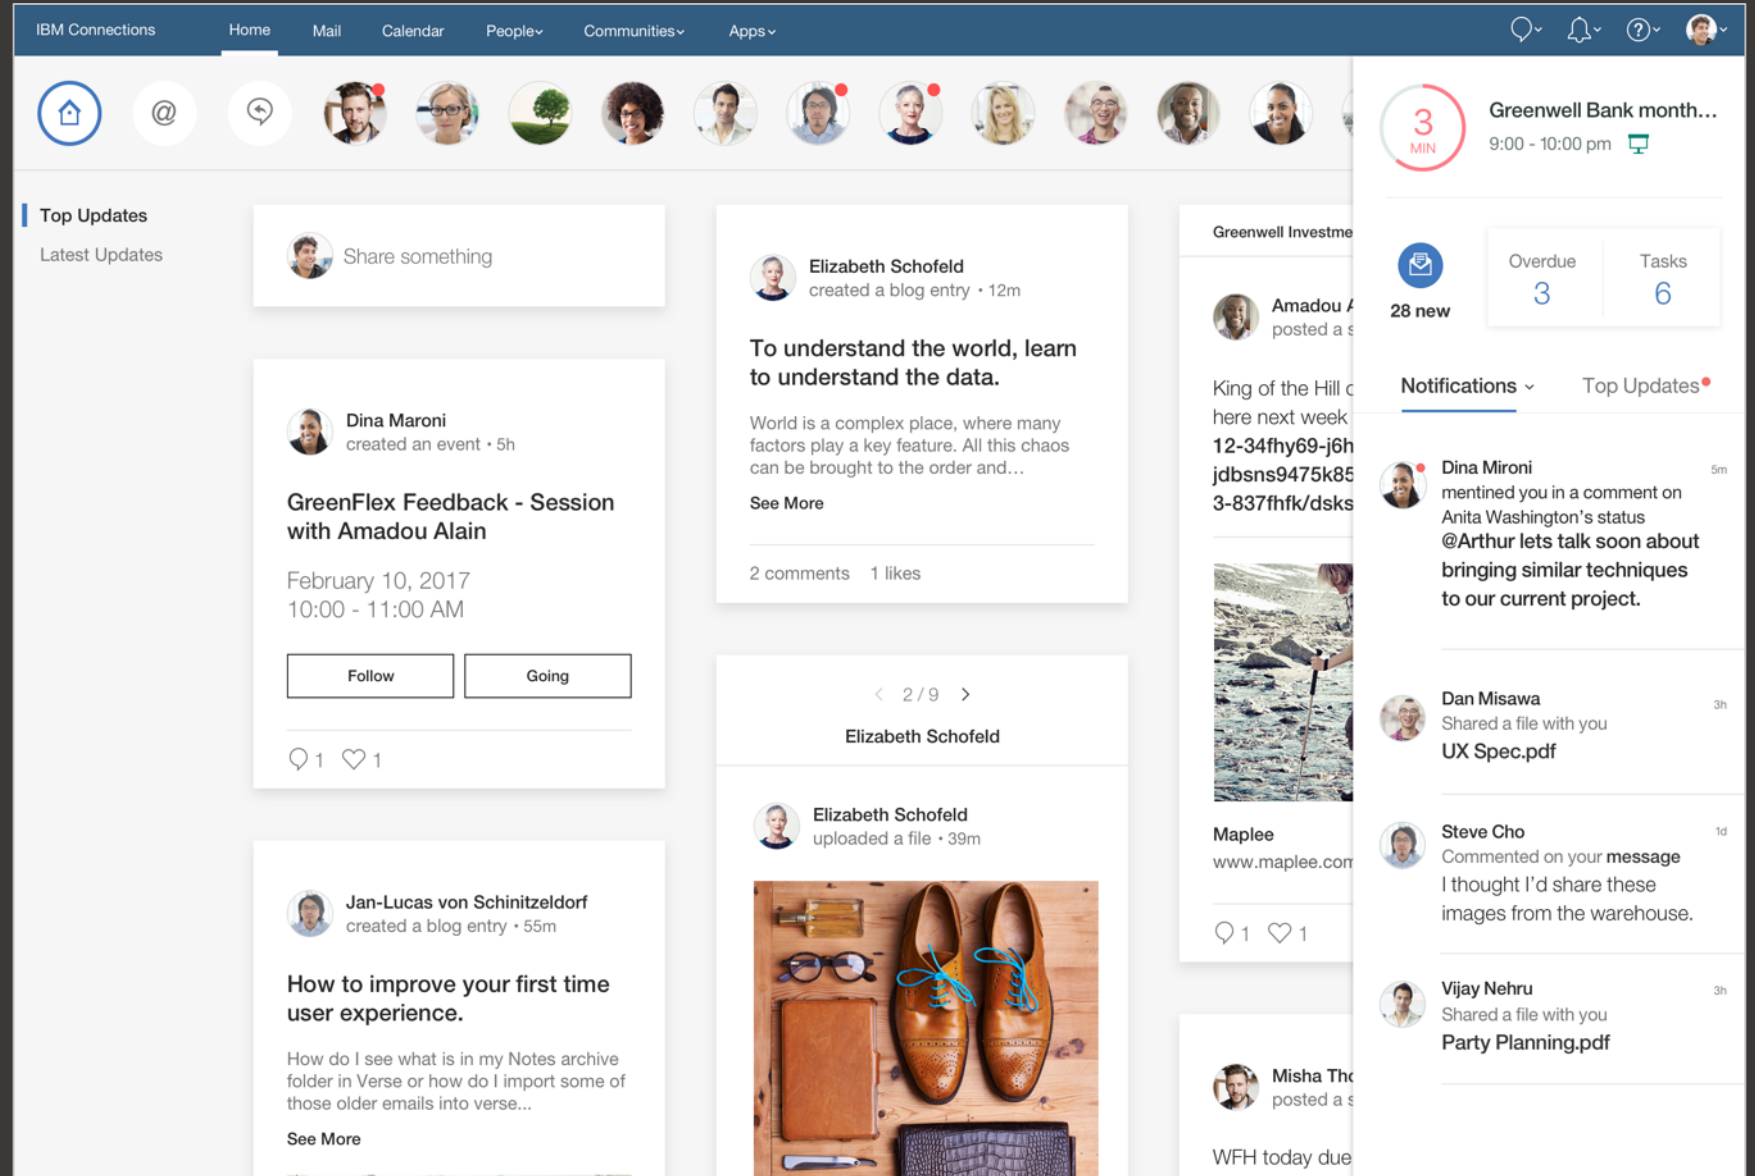 IBM Connections
Home
Mail
Calendar
People
Communities
Apps
@
?
Top Updates
Latest Updates
Share something
Dina Maroni
created an event • 5h
GreenFlex Feedback - Session
with Amadou Alain
February 10, 2017
10:00 - 11:00 AM
Follow
Going
1
1
Jan-Lucas von Schinitzeldorf
created a blog entry • 55m
How to improve your first time
user experience.
How do I see what is in my Notes archive
folder in Verse or how do I import some of
those older emails into verse...
See More
Elizabeth Schofeld
created a blog entry • 12m
To understand the world, learn
to understand the data.
World is a complex place, where many
factors play a key feature. All this chaos
can be brought to the order and...
See More
2 comments
1 likes
2 / 9
Elizabeth Schofeld
Elizabeth Schofeld
uploaded a file • 39m
Greenwell Investme
Amadou A
posted a s
King of the Hill
here next week
12-34fhy69-j6h
jdbsns9475k85
3-837fhfk/dsks
Maplee
www.maplee.com
1
1
Misha Tho
posted a s
WFH today due
3
MIN
Greenwell Bank month...
9:00 - 10:00 pm
28 new
Overdue
3
Tasks
6
Notifications
Top Updates
Dina Mironi
5m
mentined you in a comment on
Anita Washington's status
@Arthur lets talk soon about
bringing similar techniques
to our current project.
Dan Misawa
3h
Shared a file with you
UX Spec.pdf
Steve Cho
1d
Commented on your message
I thought I'd share these
images from the warehouse.
Vijay Nehru
3h
Shared a file with you
Party Planning.pdf